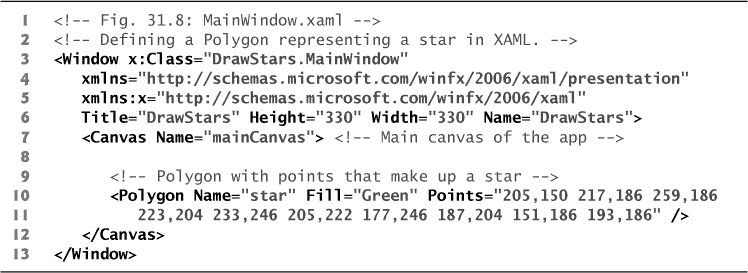 1 <!-- Fig. 31.8: MainWindow.xaml -->
2 <!-- Defining a Polygon representing a star in XAML. -->
3 <Window x:Class="DrawStars.MainWindow"
4 xmlns="http://schemas.microsoft.com/winfx/2006/xaml/presentation"
5 xmlns:x="http://schemas.microsoft.com/winfx/2006/xaml"
6 Title="DrawStars" Height="330" Width="330" Name="DrawStars">
7 <Canvas Name="mainCanvas"> <!-- Main canvas of the app -->
8
9 <!-- Polygon with points that make up a star -->
10 <Polygon Name="star" Fill="Green" Points="205,150 217,186 259,186
11 223,204 233,246 205,222 177,246 187,204 151,186 193,186" />
12 </Canvas>
13 </Window>